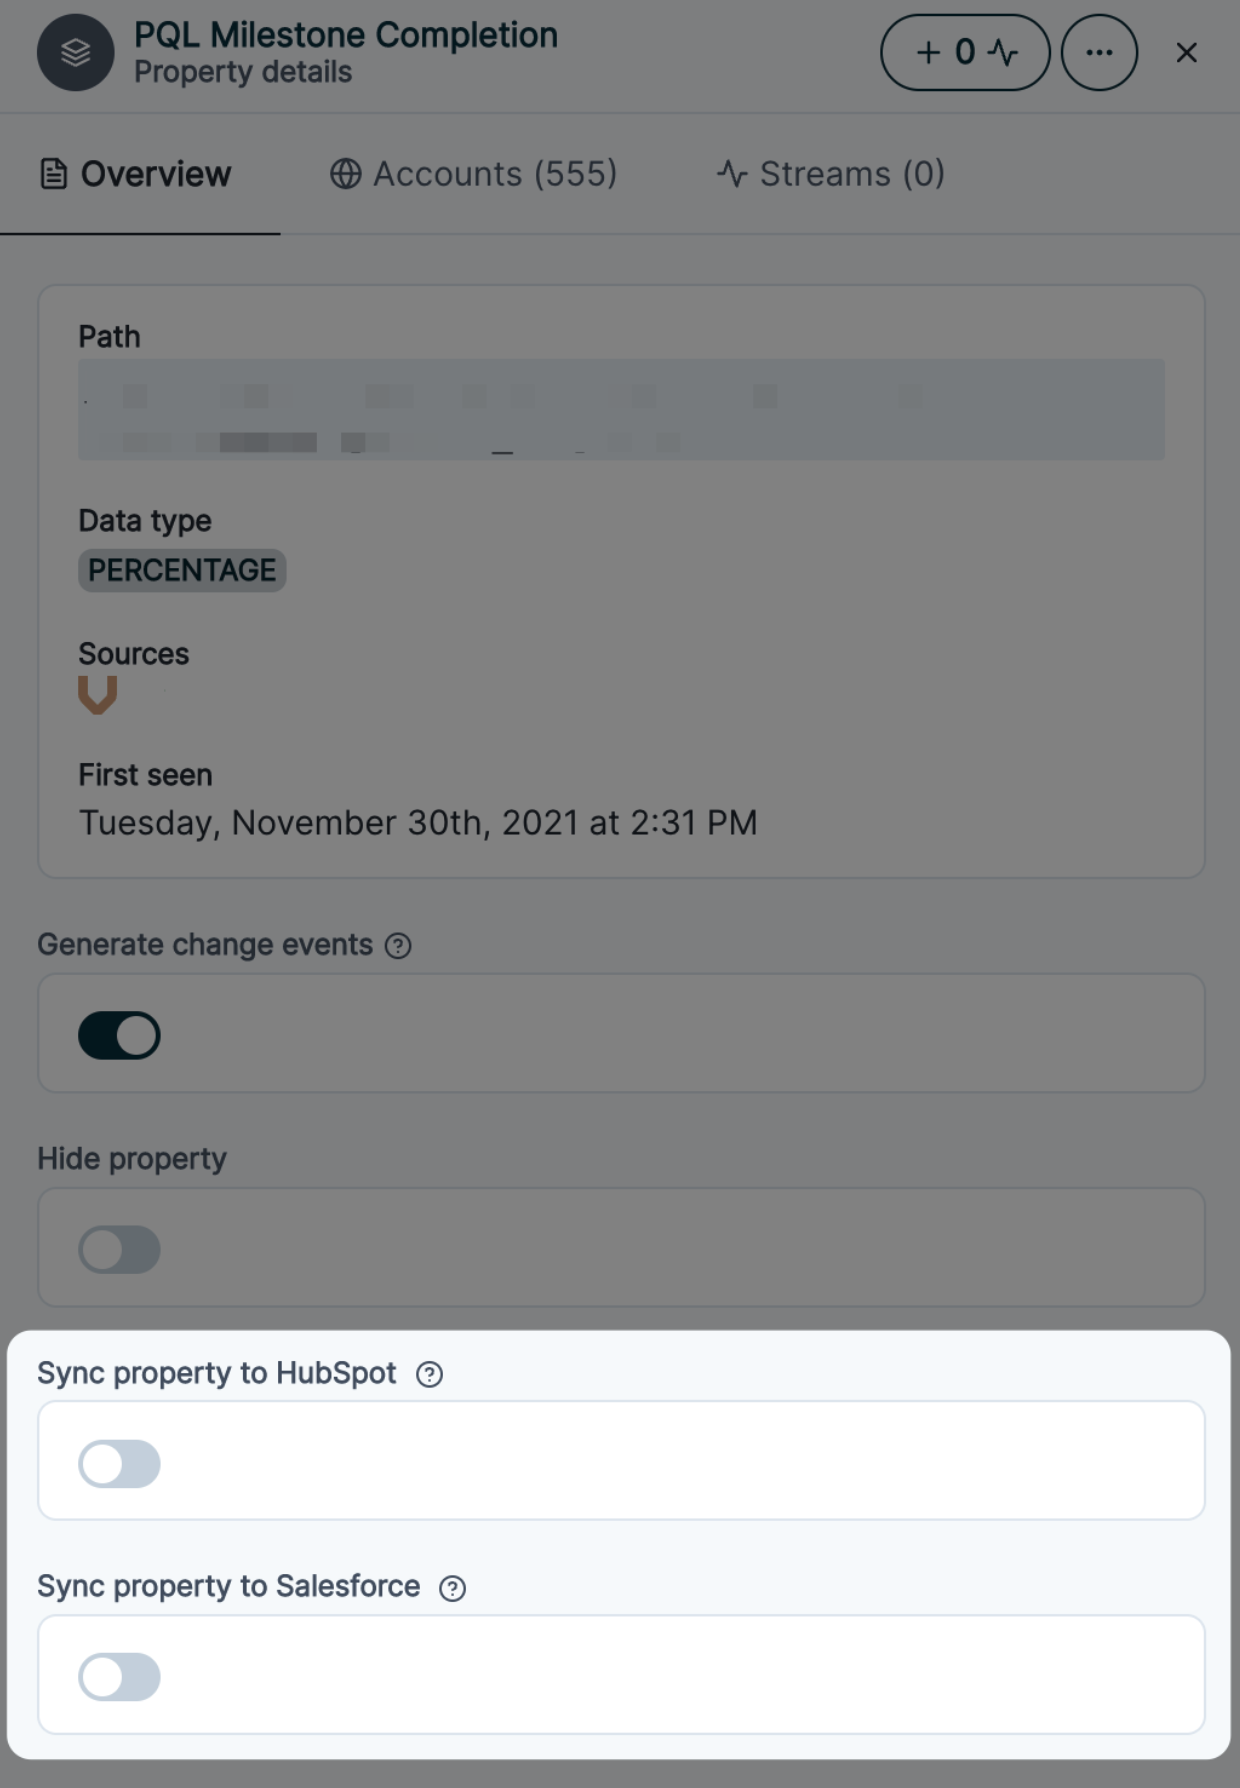 PQL Milestone Completion
Property details
+ 0
Overview
Accounts (555)
Streams (0)
Path
Data type
PERCENTAGE
Sources
First seen
Tuesday, November 30th, 2021 at 2:31 PM
Generate change events
Hide property
Sync property to HubSpot
Sync property to Salesforce